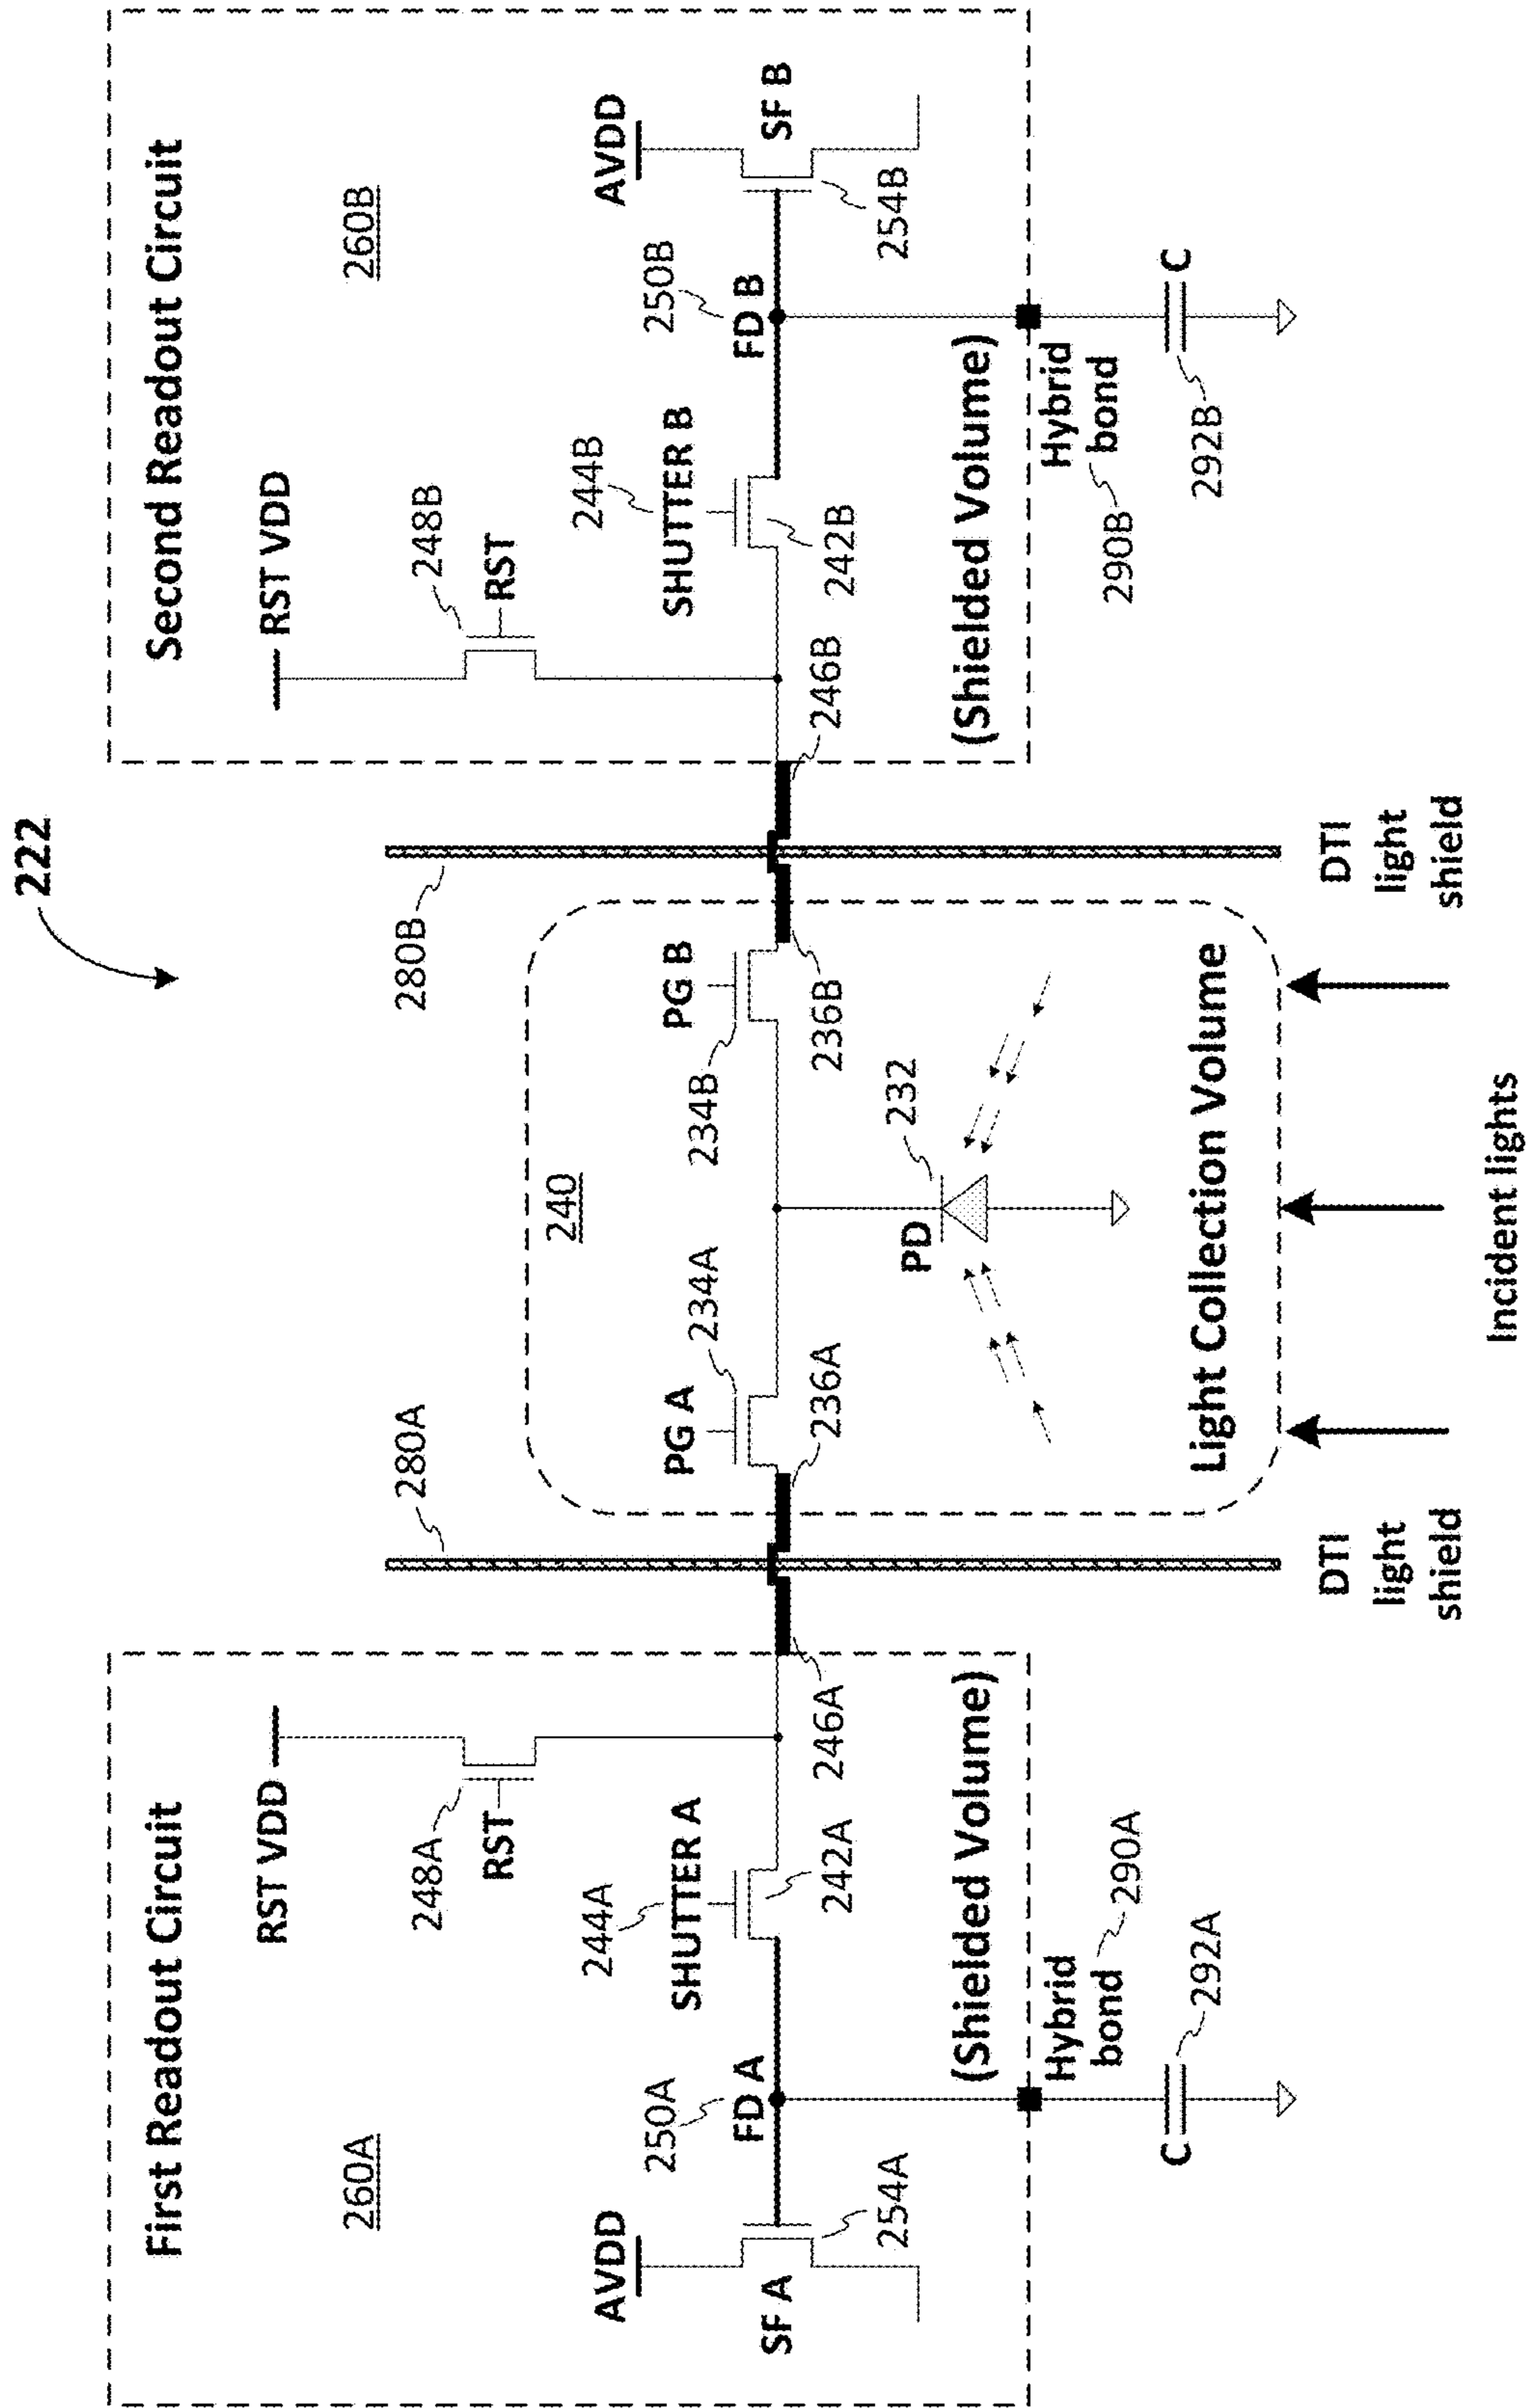 222
First Readout Circuit
Second Readout Circuit
RST VDD
RST VDD
260A
260B
248A
RST
280A
280B
248B
RST
240
244A
SHUTTER A
234A
PG A
PG B
234B
244B
SHUTTER B
AVDD
250A
FD A
250B
FD B
AVDD
SF A
SF B
254A
242A
246A
236A
236B
246B
242B
254B
PD
232
(Shielded Volume)
(Shielded Volume)
Hybrid
bond
290A
Hybrid
bond
290B
C
292A
Light Collection Volume
292B
C
DTI
light
shield
DTI
light
shield
Incident lights